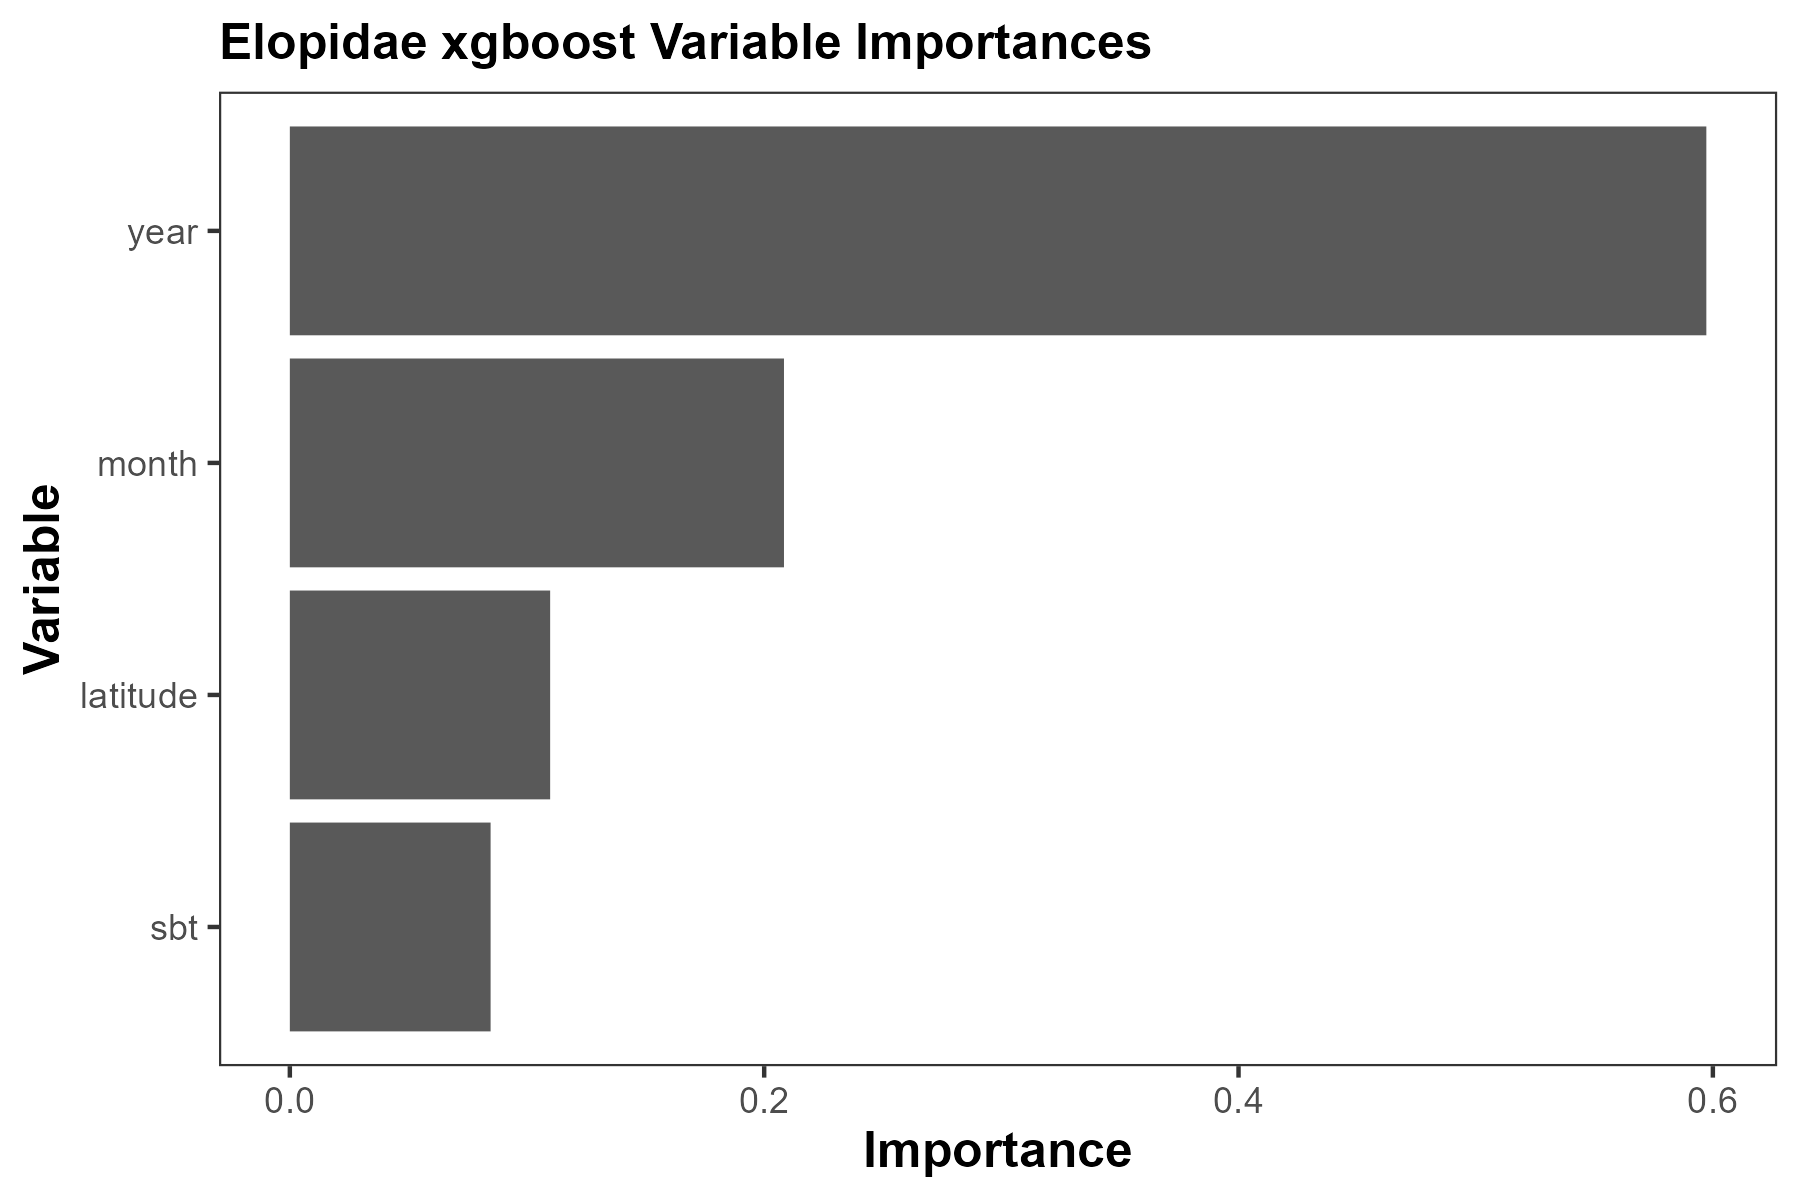 Elopidae xgboost Variable Importances
Variable
year
month
latitude
sbt
0.0 0.2 0.4 0.6
Importance